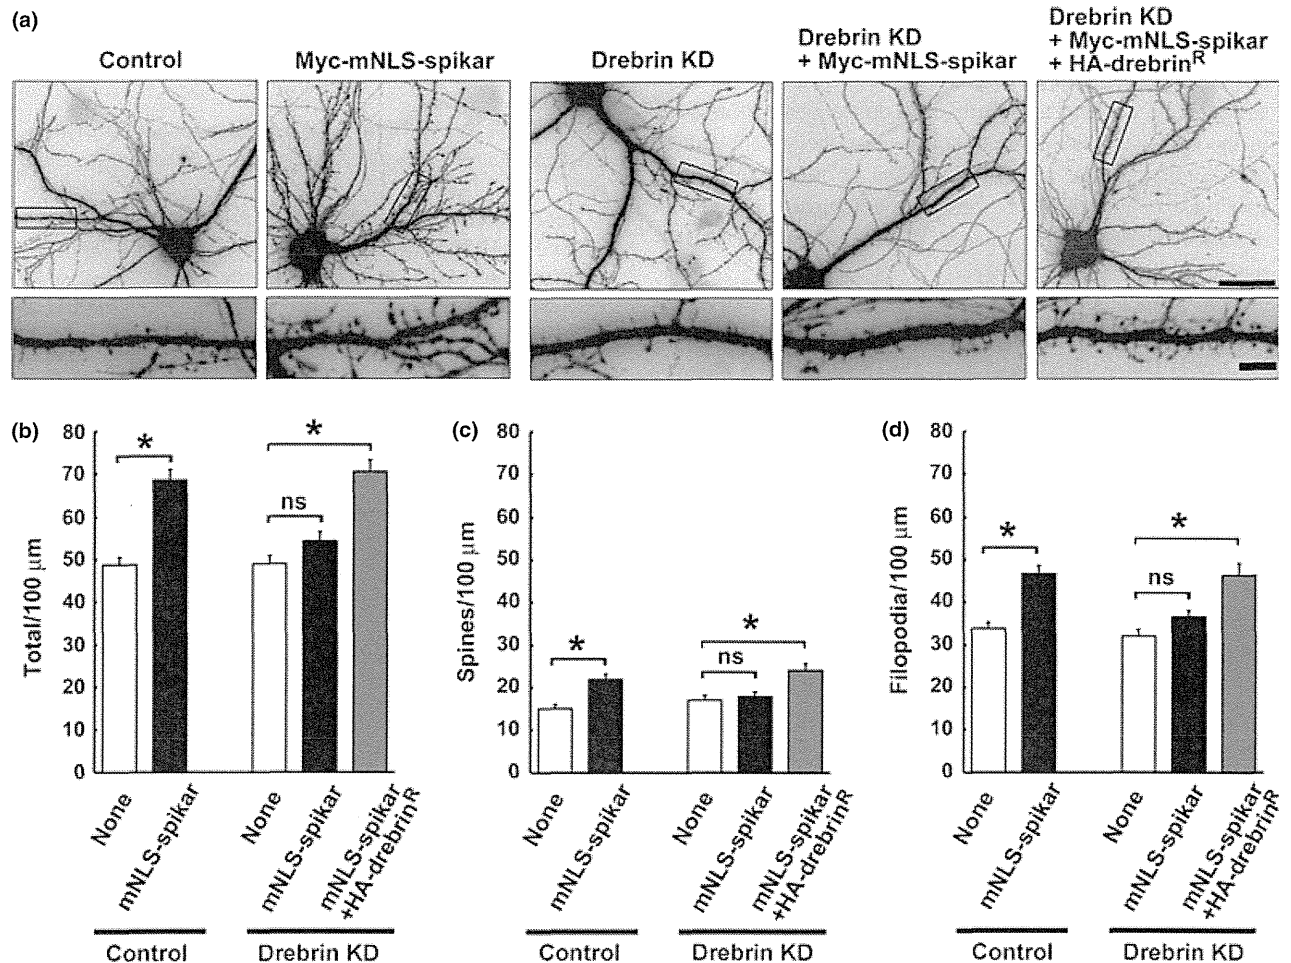 (a)
Control
Myc-mNLS-spikar
Drebrin KD
Drebrin KD
+ Myc-mNLS-spikar
Drebrin KD
+ Myc-mNLS-spikar
+ HA-drebrinᴿ
(b)
Total/100 μm
80
70
60
50
40
30
20
10
0
*
*
ns
None
mNLS-spikar
None
mNLS-spikar
mNLS-spikar
+HA-drebrinᴿ
Control
Drebrin KD
(c)
Spines/100 μm
80
70
60
50
40
30
20
10
0
*
*
ns
None
mNLS-spikar
None
mNLS-spikar
mNLS-spikar
+HA-drebrinᴿ
Control
Drebrin KD
(d)
Filopodia/100 μm
80
70
60
50
40
30
20
10
0
*
*
ns
None
mNLS-spikar
None
mNLS-spikar
mNLS-spikar
+HA-drebrinᴿ
Control
Drebrin KD